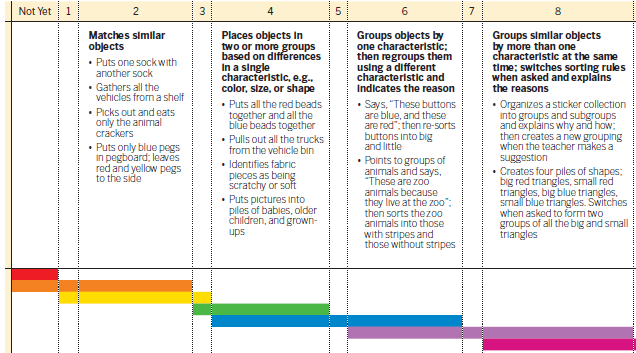 Not Yet 1 2 3 4 5 6 7 8
Matches similar
objects
• Puts one sock with
another sock
• Gathers all the
vehicles from a shelf
• Picks out and eats
only the animal
crackers
• Puts only blue pegs
in pegboard; leaves
red and yellow pegs
to the side
Places objects in
two or more groups
based on differences
in a single
characteristic, e.g.,
color, size, or shape
• Puts all the red beads
together and all the
blue beads together
• Pulls out all the trucks
from the vehicle bin
• Identifies fabric
pieces as being
scratchy or soft
• Puts pictures into
piles of babies, older
children, and grown-
ups
Groups objects by
one characteristic;
then regroups them
using a different
characteristic and
indicates the reason
• Says, “These buttons
are blue, and these
are red”; then re-sorts
buttons into big
and little
• Points to groups of
animals and says,
“These are zoo
animals because
they live at the zoo”;
then sorts the zoo
animals into those
with stripes and
those without stripes
Groups similar objects
by more than one
characteristic at the same
time; switches sorting rules
when asked and explains
the reasons
• Organizes a sticker collection
into groups and subgroups
and explains why and how;
then creates a new grouping
when the teacher makes a
suggestion
• Creates four piles of shapes;
big red triangles, small red
triangles, big blue triangles,
small blue triangles. Switches
when asked to form two
groups of all the big and small
triangles